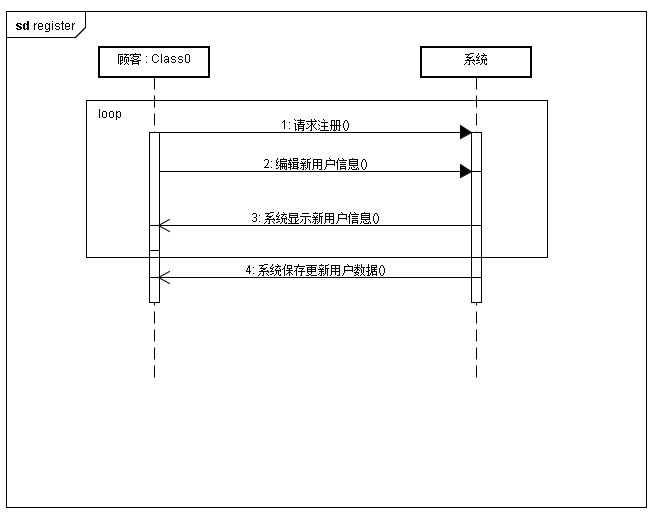 sd register
顾客 : Class0
系统
loop
1: 请求注册()
2: 编辑新用户信息()
3: 系统显示新用户信息()
4: 系统保存更新用户数据()